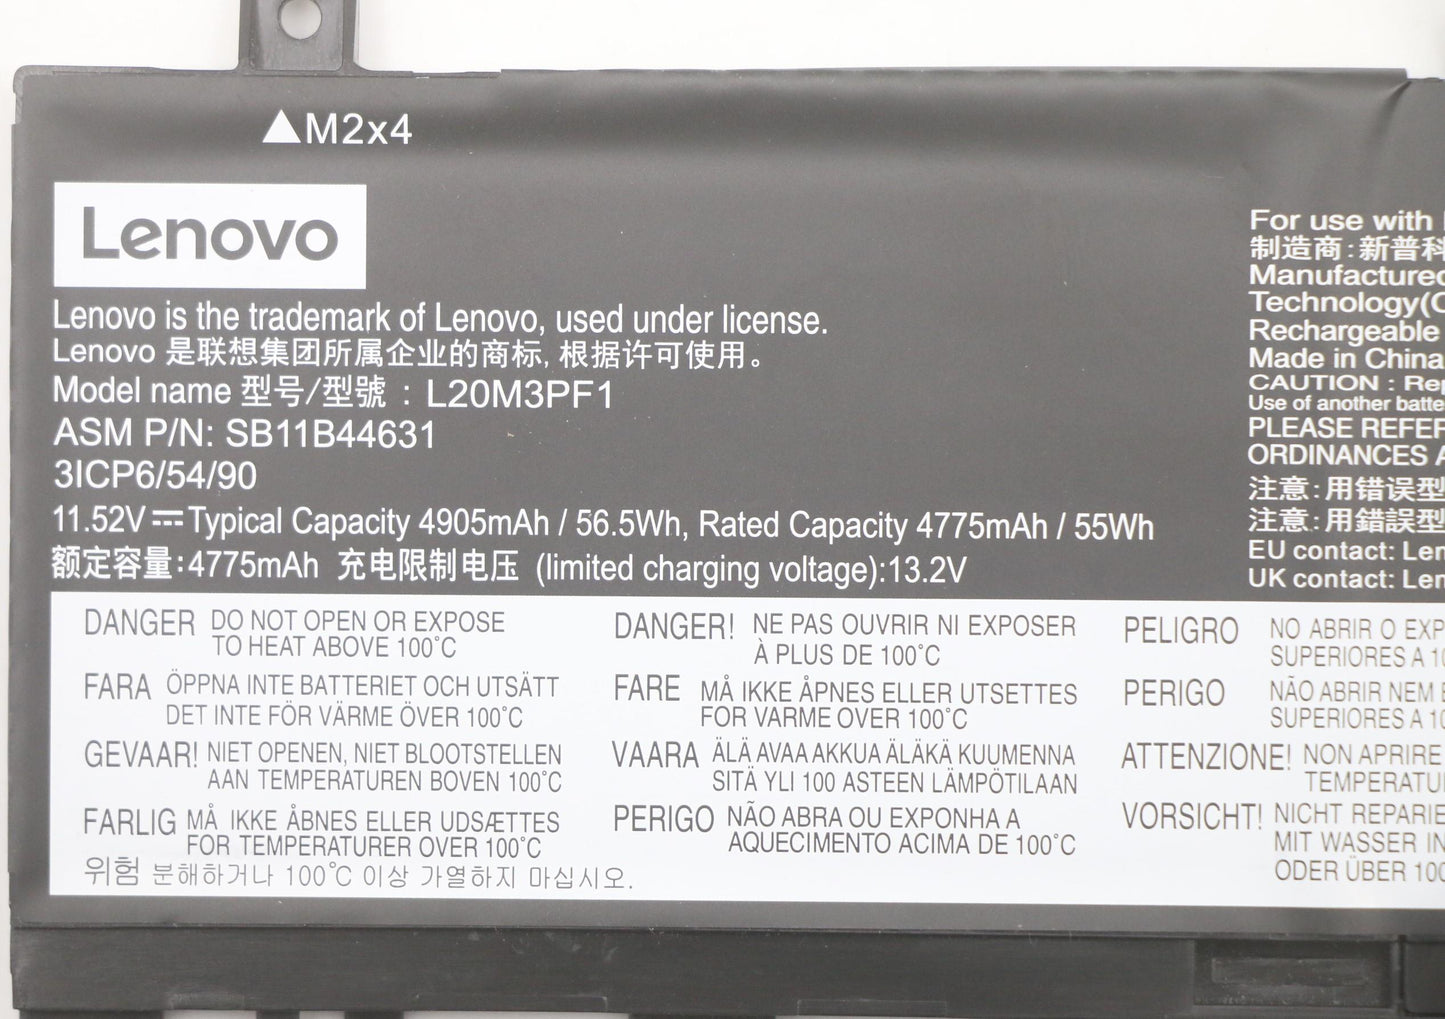 ▲M2x4
Lenovo
Lenovo is the trademark of Lenovo, used under license.
Lenovo 是联想集团所属企业的商标, 根据许可使用。
Model name 型号/型號 : L20M3PF1
ASM P/N: SB11B44631
3ICP6/54/90
11.52V⎓Typical Capacity 4905mAh / 56.5Wh, Rated Capacity 4775mAh / 55Wh
额定容量:4775mAh 充电限制电压 (limited charging voltage):13.2V
For use with
制造商:新普科
Manufactured
Technology(C
Rechargeable
Made in China
CAUTION : Rep
Use of another batte
PLEASE REFER
ORDINANCES A
注意:用错误型
注意:用錯誤型
EU contact: Len
UK contact: Len
DANGER DO NOT OPEN OR EXPOSE
TO HEAT ABOVE 100°C
FARA ÖPPNA INTE BATTERIET OCH UTSÄTT
DET INTE FÖR VÄRME ÖVER 100°C
GEVAAR! NIET OPENEN, NIET BLOOTSTELLEN
AAN TEMPERATUREN BOVEN 100°C
FARLIG MÅ IKKE ÅBNES ELLER UDSÆTTES
FOR TEMPERATURER OVER 100°C
위험 분해하거나 100°C 이상 가열하지 마십시오.
DANGER! NE PAS OUVRIR NI EXPOSER
À PLUS DE 100°C
FARE MÅ IKKE ÅPNES ELLER UTSETTES
FOR VARME OVER 100°C
VAARA ÄLÄ AVAA AKKUA ÄLÄKÄ KUUMENNA
SITÄ YLI 100 ASTEEN LÄMPÖTILAAN
PERIGO NÃO ABRA OU EXPONHA A
AQUECIMENTO ACIMA DE 100°C
PELIGRO NO ABRIR O EXP
SUPERIORES A 10
PERIGO NÃO ABRIR NEM E
SUPERIORES A 10
ATTENZIONE! NON APRIRE
TEMPERATU
VORSICHT! NICHT REPARIE
MIT WASSER IN
ODER ÜBER 100